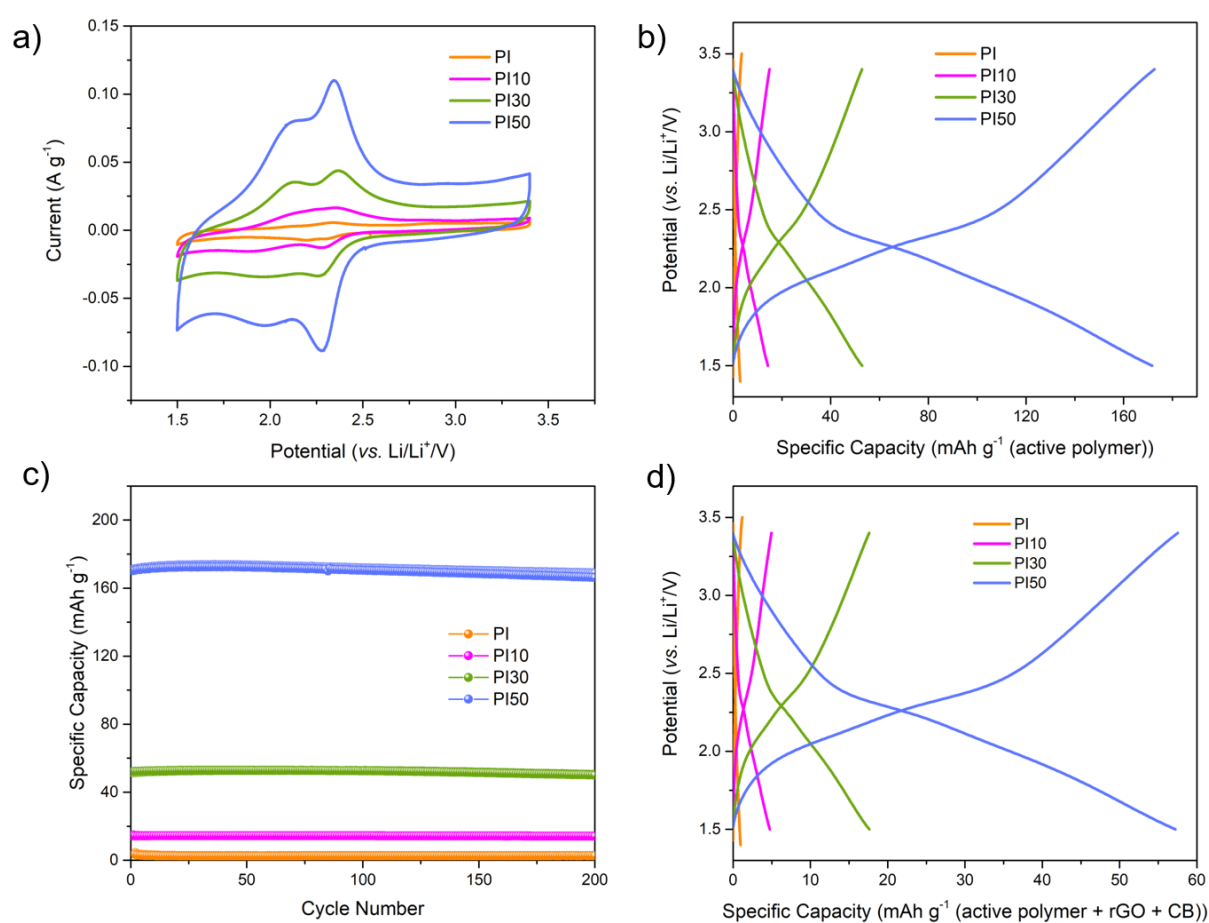 a)
0.15
0.10
0.05
0.00
-0.05
-0.10
Current (A g⁻¹)
PI
PI10
PI30
PI50
1.5 2.0 2.5 3.0 3.5
Potential (vs. Li/Li⁺/V)
b)
3.5
3.0
2.5
2.0
1.5
Potential (vs. Li/Li⁺/V)
PI
PI10
PI30
PI50
0 40 80 120 160
Specific Capacity (mAh g⁻¹ (active polymer))
c)
200
160
120
80
40
0
Specific Capacity (mAh g⁻¹)
PI
PI10
PI30
PI50
0 50 100 150 200
Cycle Number
d)
3.5
3.0
2.5
2.0
1.5
Potential (vs. Li/Li⁺/V)
PI
PI10
PI30
PI50
0 10 20 30 40 50 60
Specific Capacity (mAh g⁻¹ (active polymer + rGO + CB))